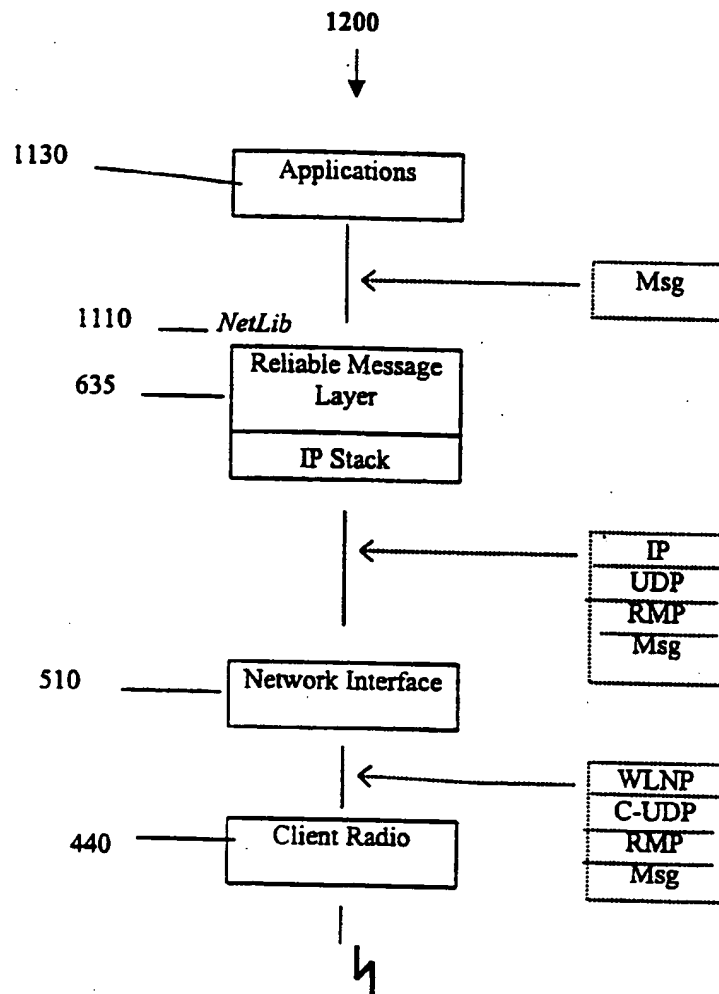 1200
1130
Applications
Msg
1110
NetLib
635
Reliable Message
Layer
IP Stack
IP
UDP
RMP
Msg
510
Network Interface
WLNP
C-UDP
RMP
Msg
440
Client Radio